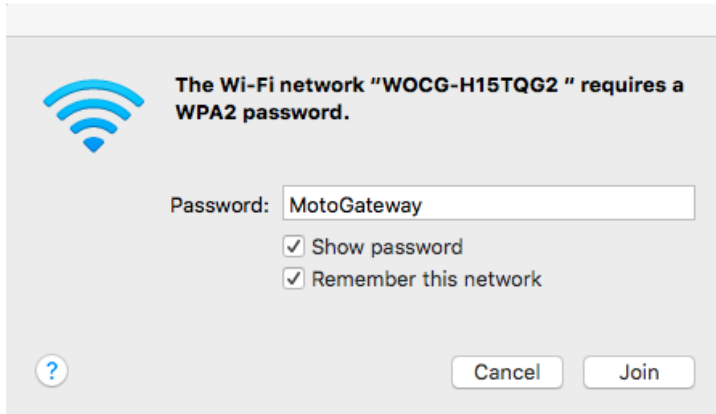 The Wi-Fi network “WOCG-H15TQG2 ” requires a
WPA2 password.
Password: MotoGateway
Show password
Remember this network
? Cancel Join